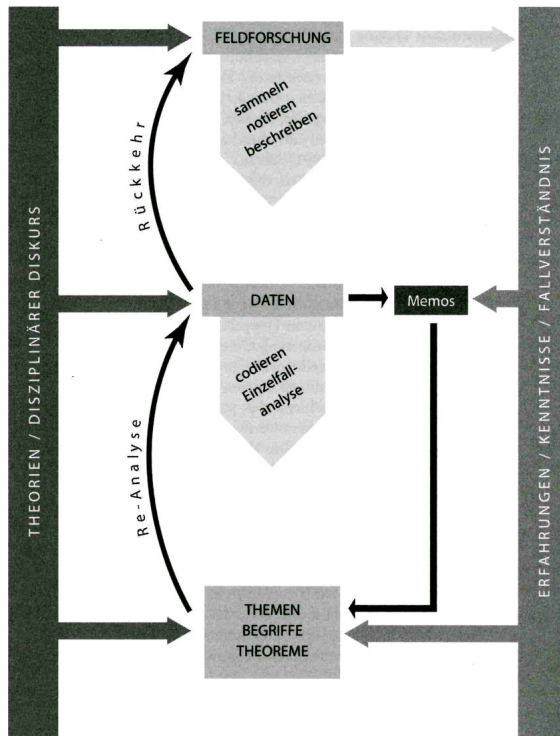 FELDFORSCHUNG
sammeln
notieren
beschreiben
Rückkehr
THEORIEN / DISZIPLINÄRER DISKURS
ERFAHRUNGEN / KENNTNISSE / FALLVERSTÄNDNIS
DATEN
Memos
codieren
Einzelfall-
analyse
Re-Analyse
THEMEN
BEGRIFFE
THEOREME